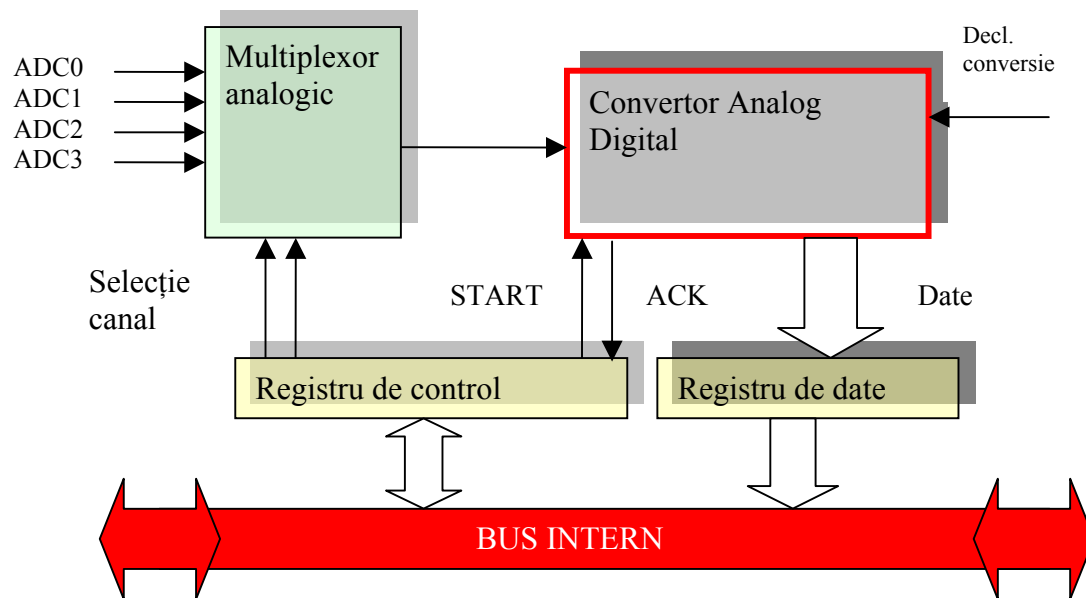 Multiplexor
analogic
ADC0
ADC1
ADC2
ADC3
Convertor Analog
Digital
Decl.
conversie
Selecție
canal
START
ACK
Date
Registru de control
Registru de date
BUS INTERN